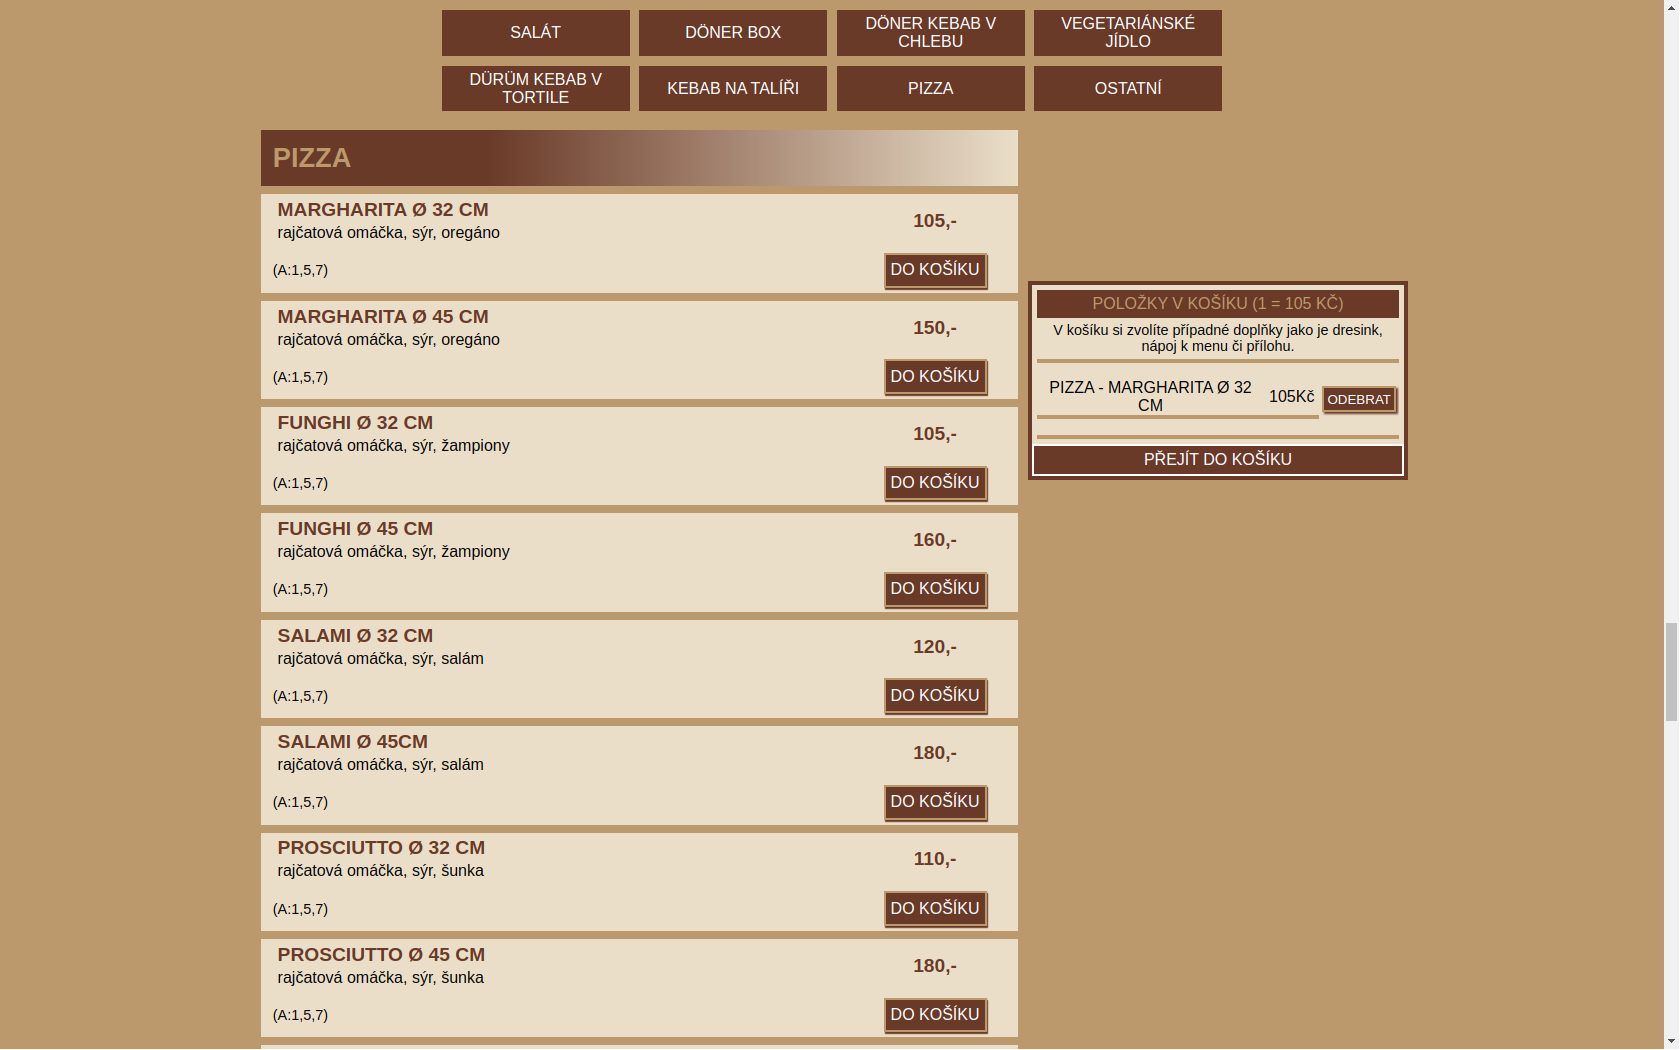 SALÁT
DÖNER BOX
DÖNER KEBAB V
CHLEBU
VEGETARIÁNSKÉ
JÍDLO
DÜRÜM KEBAB V
TORTILE
KEBAB NA TALÍŘI
PIZZA
OSTATNÍ
PIZZA
MARGHARITA Ø 32 CM
rajčatová omáčka, sýr, oregáno
105,-
(A:1,5,7)
DO KOŠÍKU
MARGHARITA Ø 45 CM
rajčatová omáčka, sýr, oregáno
150,-
(A:1,5,7)
DO KOŠÍKU
FUNGHI Ø 32 CM
rajčatová omáčka, sýr, žampiony
105,-
(A:1,5,7)
DO KOŠÍKU
FUNGHI Ø 45 CM
rajčatová omáčka, sýr, žampiony
160,-
(A:1,5,7)
DO KOŠÍKU
SALAMI Ø 32 CM
rajčatová omáčka, sýr, salám
120,-
(A:1,5,7)
DO KOŠÍKU
SALAMI Ø 45CM
rajčatová omáčka, sýr, salám
180,-
(A:1,5,7)
DO KOŠÍKU
PROSCIUTTO Ø 32 CM
rajčatová omáčka, sýr, šunka
110,-
(A:1,5,7)
DO KOŠÍKU
PROSCIUTTO Ø 45 CM
rajčatová omáčka, sýr, šunka
180,-
(A:1,5,7)
DO KOŠÍKU
POLOŽKY V KOŠÍKU (1 = 105 KČ)
V košíku si zvolíte případné doplňky jako je dresink,
nápoj k menu či přílohu.
PIZZA - MARGHARITA Ø 32
CM
105Kč
ODEBRAT
PŘEJÍT DO KOŠÍKU